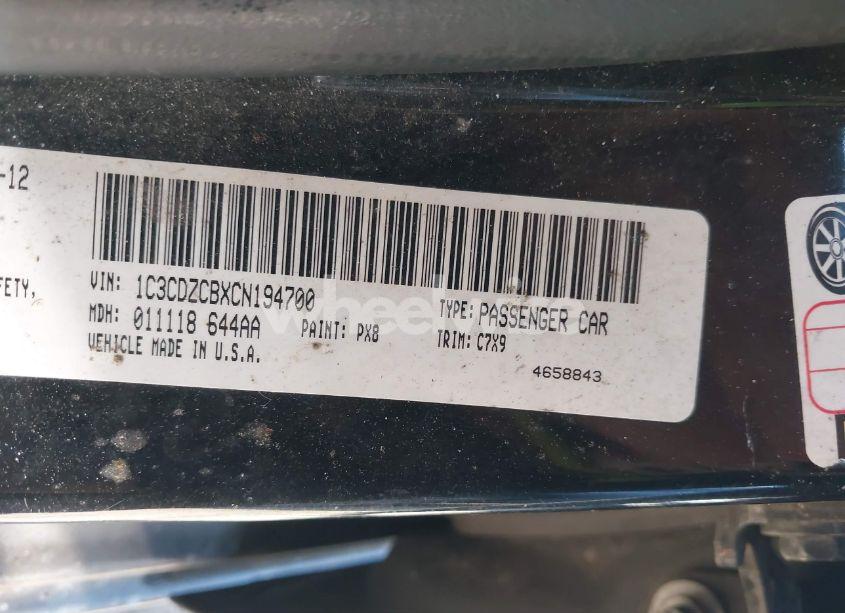 -12
FETY,
VIN: 1C3CDZCBXCN194700
MDH: 011118 644AA PAINT: PX8
TYPE: PASSENGER CAR
VEHICLE MADE IN U.S.A.
TRIM: C7X9
4658843